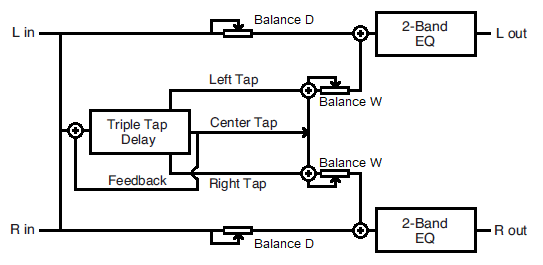 Balance D
L in
2-Band
EQ
L out
Left Tap
Balance W
Triple Tap
Delay
Center Tap
Balance W
Feedback
Right Tap
R in
2-Band
EQ
R out
Balance D